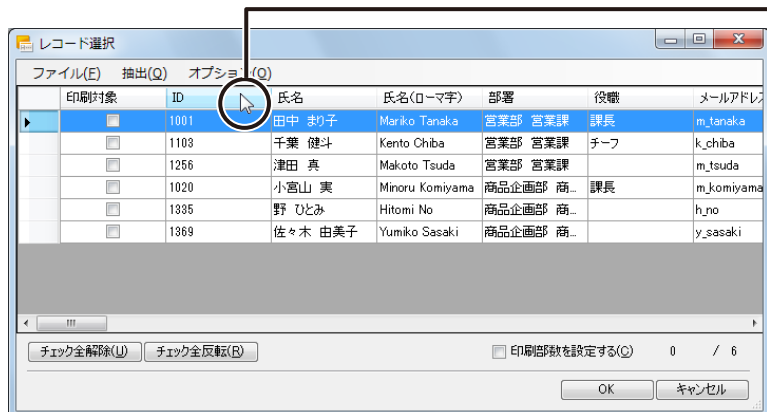 レコード選択
ファイル(F) 抽出(Q) オプション(O)
印刷対象 ID 氏名 氏名(ローマ字) 部署 役職 メールアドレス
1001 田中 まり子 Mariko Tanaka 営業部 営業課 課長 m_tanaka
1103 千葉 健斗 Kento Chiba 営業部 営業課 チーフ k_chiba
1256 津田 真 Makoto Tsuda 営業部 営業課 m_tsuda
1020 小宮山 実 Minoru Komiyama 商品企画部 商... 課長 m_komiyama
1335 野 ひとみ Hitomi No 商品企画部 商... h_no
1369 佐々木 由美子 Yumiko Sasaki 商品企画部 商... y_sasaki
チェック全解除(U) チェック全反転(R) 印刷部数を設定する(C) 0 / 6
OK キャンセル